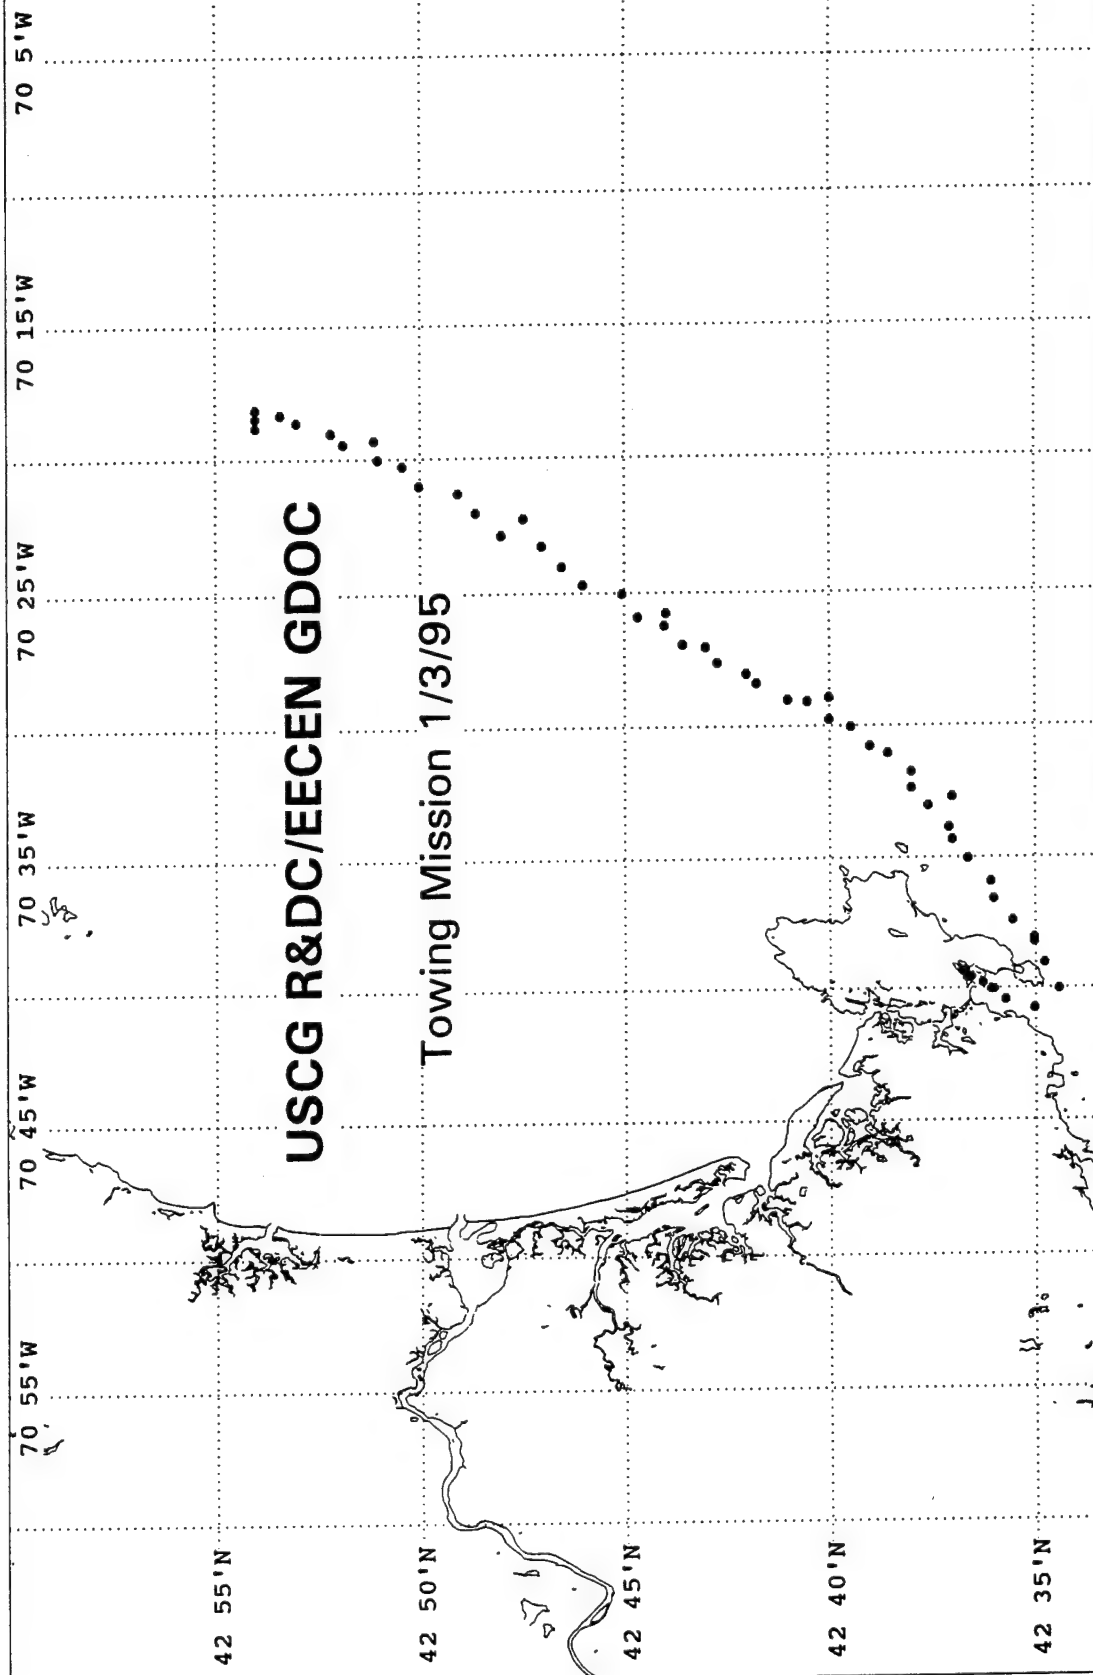 USCG R&DC/EECEN GDOC
Towing Mission 1/3/95
42 55'N
42 50'N
42 45'N
42 40'N
42 35'N
70 55'W
70 45'W
70 35'W
70 25'W
70 15'W
70 5'W